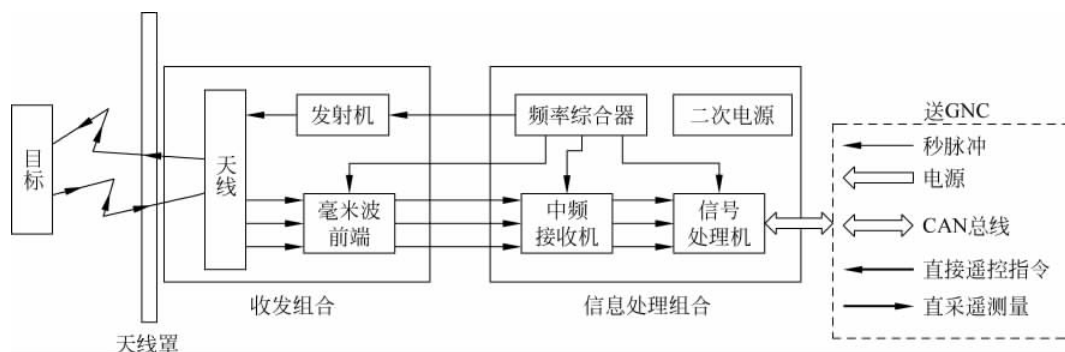 目标
天线罩
天线
发射机
毫米波
前端
收发组合
频率综合器
二次电源
中频
接收机
信号
处理机
信息处理组合
送GNC
秒脉冲
电源
CAN总线
直接遥控指令
直采遥测量